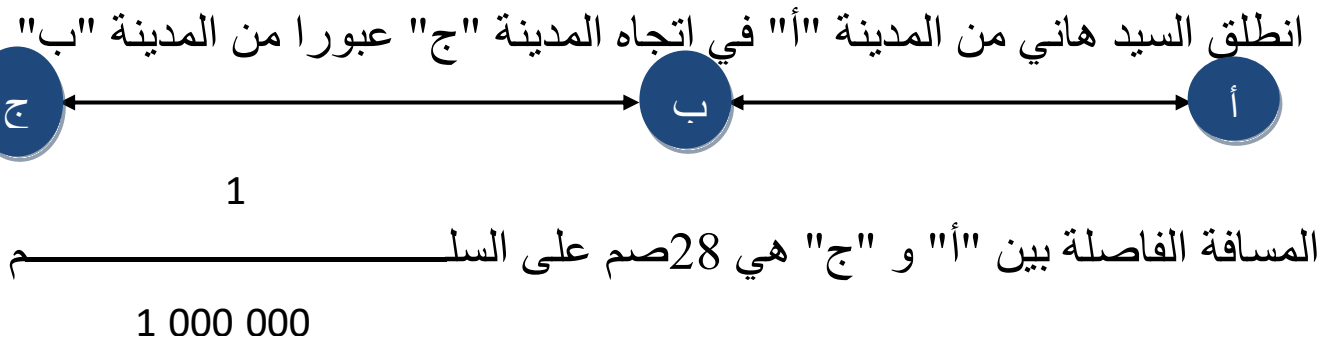 انطلق السيد هاني من المدينة "أ" في اتجاه المدينة "ج" عبورا من المدينة "ب"
أ ب ج
1
المسافة الفاصلة بين "أ" و "ج" هي 28صم على السلـــــــــــــــــــــــــم
1 000 000